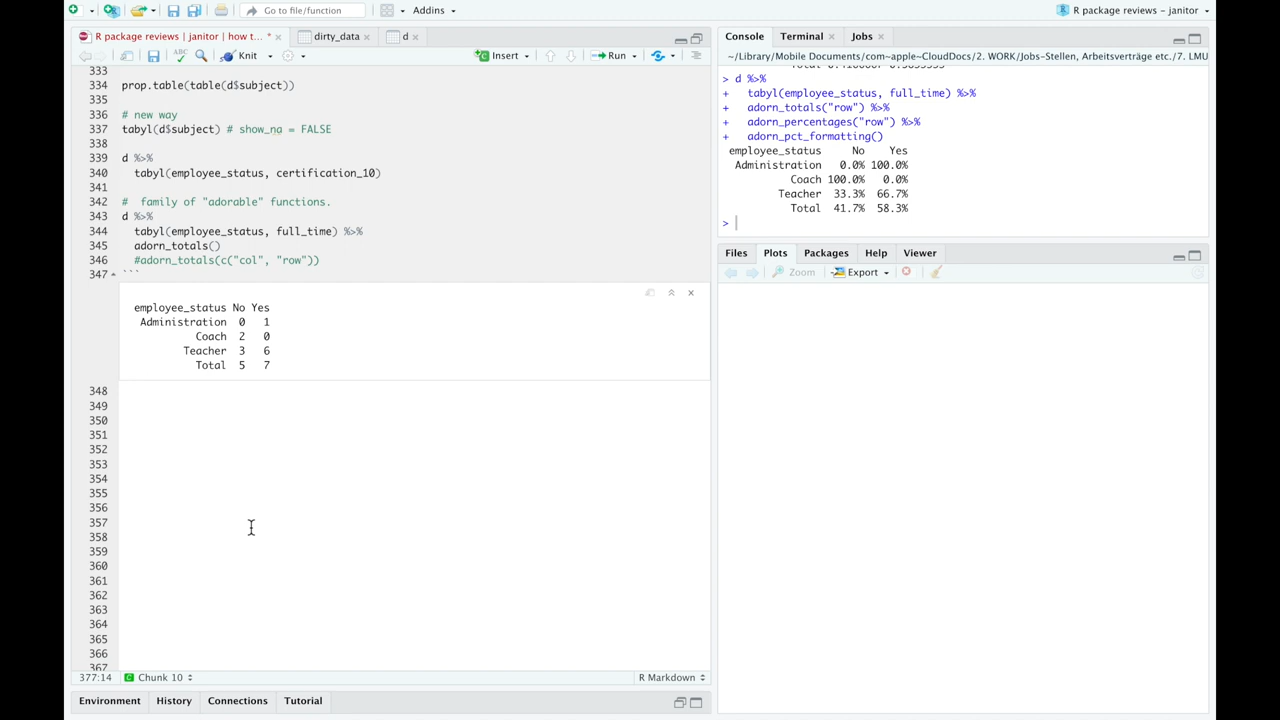 Go to file/function
Addins
R package reviews - janitor
R package reviews | janitor | how t... *
dirty_data
d
ABC
Knit
Insert
Run
333
334 prop.table(table(d$subject))
335
336 # new way
337 tabyl(d$subject) # show_na = FALSE
338
339 d %>%
340 tabyl(employee_status, certification_10)
341
342 # family of "adorable" functions.
343 d %>%
344 tabyl(employee_status, full_time) %>%
345 adorn_totals()
346 #adorn_totals(c("col", "row"))
347 ```
employee_status No Yes
Administration 0 1
Coach 2 0
Teacher 3 6
Total 5 7
348
349
350
351
352
353
354
355
356
357
358
359
360
361
362
363
364
365
366
367
377:14
Chunk 10
R Markdown
Environment
History
Connections
Tutorial
Console
Terminal
Jobs
~/Library/Mobile Documents/com~apple~CloudDocs/2. WORK/Jobs-Stellen, Arbeitsverträge etc./7. LMU
> d %>%
+ tabyl(employee_status, full_time) %>%
+ adorn_totals("row") %>%
+ adorn_percentages("row") %>%
+ adorn_pct_formatting()
employee_status No Yes
Administration 0.0% 100.0%
Coach 100.0% 0.0%
Teacher 33.3% 66.7%
Total 41.7% 58.3%
>
Files
Plots
Packages
Help
Viewer
Zoom
Export